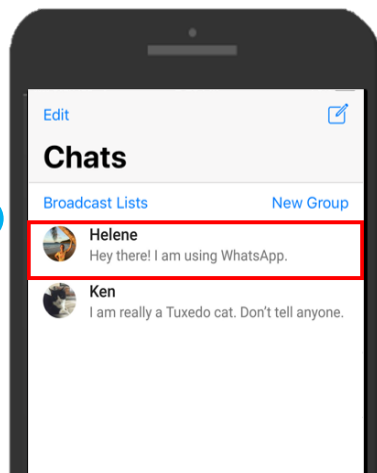 Edit
Chats
Broadcast Lists New Group
Helene
Hey there! I am using WhatsApp.
Ken
I am really a Tuxedo cat. Don't tell anyone.